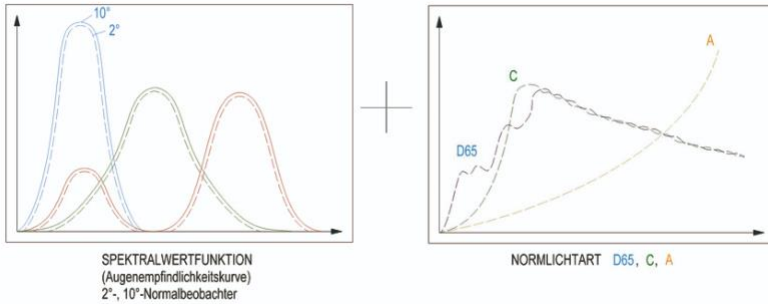 10°
2°
SPEKTRALWERTFUNKTION
(Augenempfindlichkeitskurve)
2°-, 10°-Normalbeobachter
A
C
D65
NORMLICHTART D65, C, A